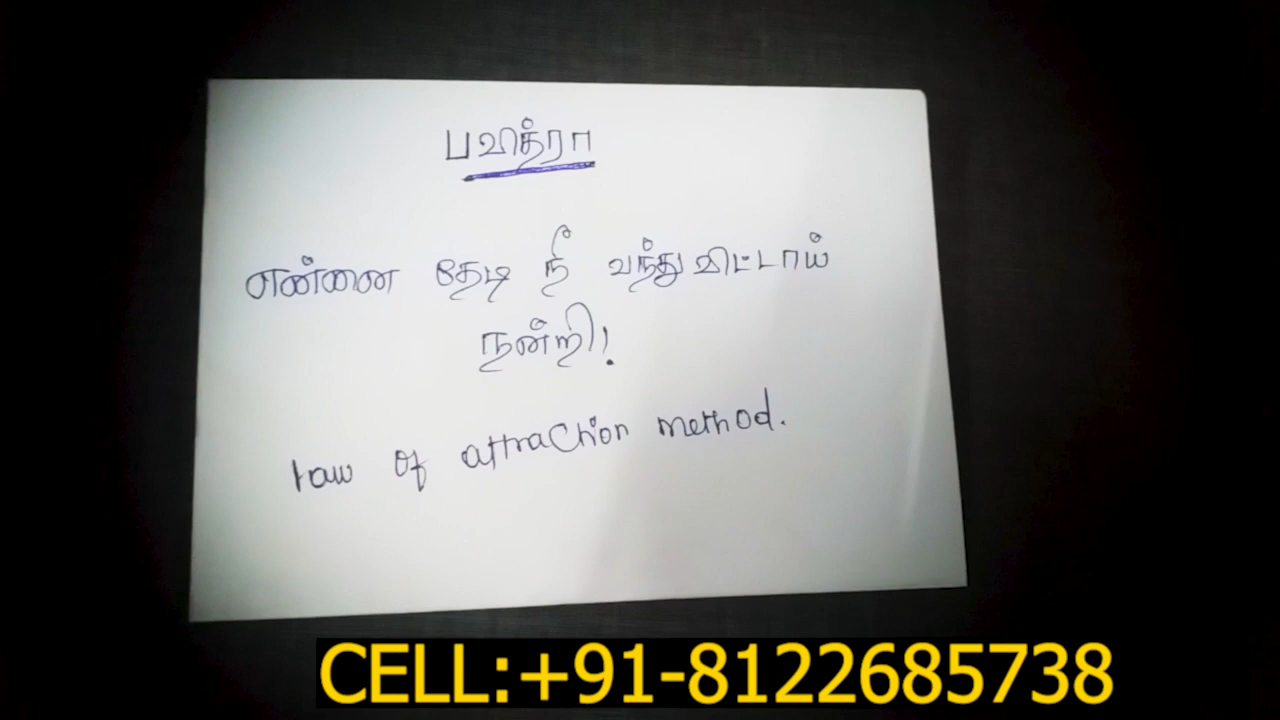 பவித்ரா
என்னை தேடி நீ வந்து விட்டாய்
நன்றி!
law of attraction method.
CELL:+91-8122685738